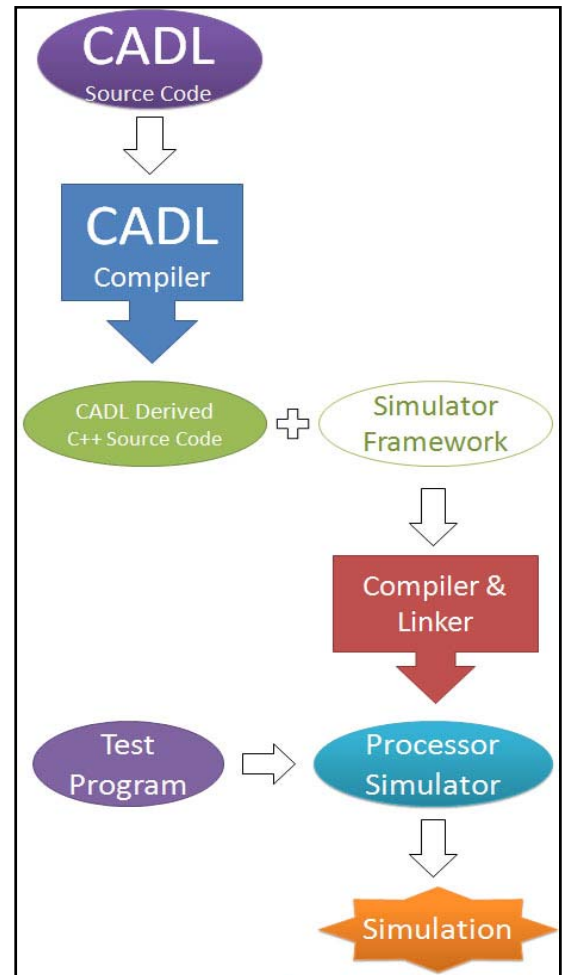 CADL
Source Code
CADL
Compiler
CADL Derived
C++ Source Code
Simulator
Framework
Compiler &
Linker
Test
Program
Processor
Simulator
Simulation